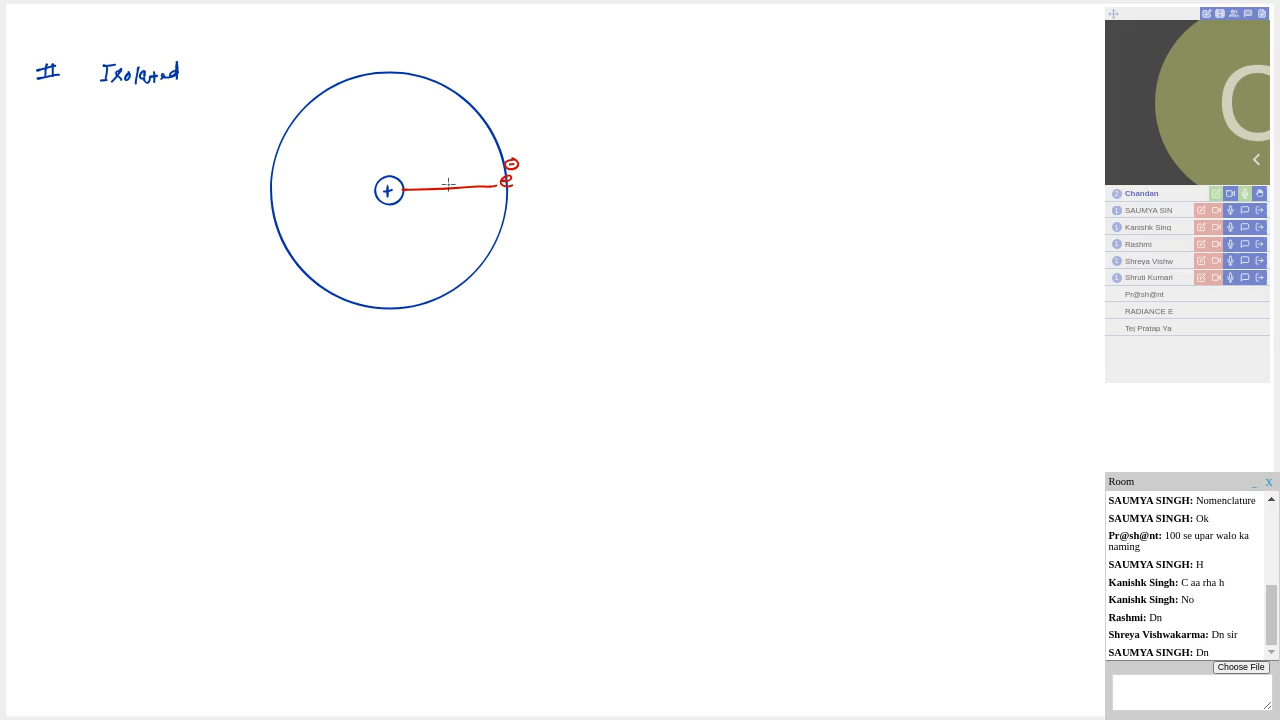 # Isolated
+
e
-
C
Chandan
SAUMYA SIN
Kanishk Sing
Rashmi
Shreya Vishw
Shruti Kumari
Pr@sh@nt
RADIANCE E
Tej Pratap Ya
Room _ X
SAUMYA SINGH: Nomenclature
SAUMYA SINGH: Ok
Pr@sh@nt: 100 se upar walo ka
naming
SAUMYA SINGH: H
Kanishk Singh: C aa rha h
Kanishk Singh: No
Rashmi: Dn
Shreya Vishwakarma: Dn sir
SAUMYA SINGH: Dn
Choose File